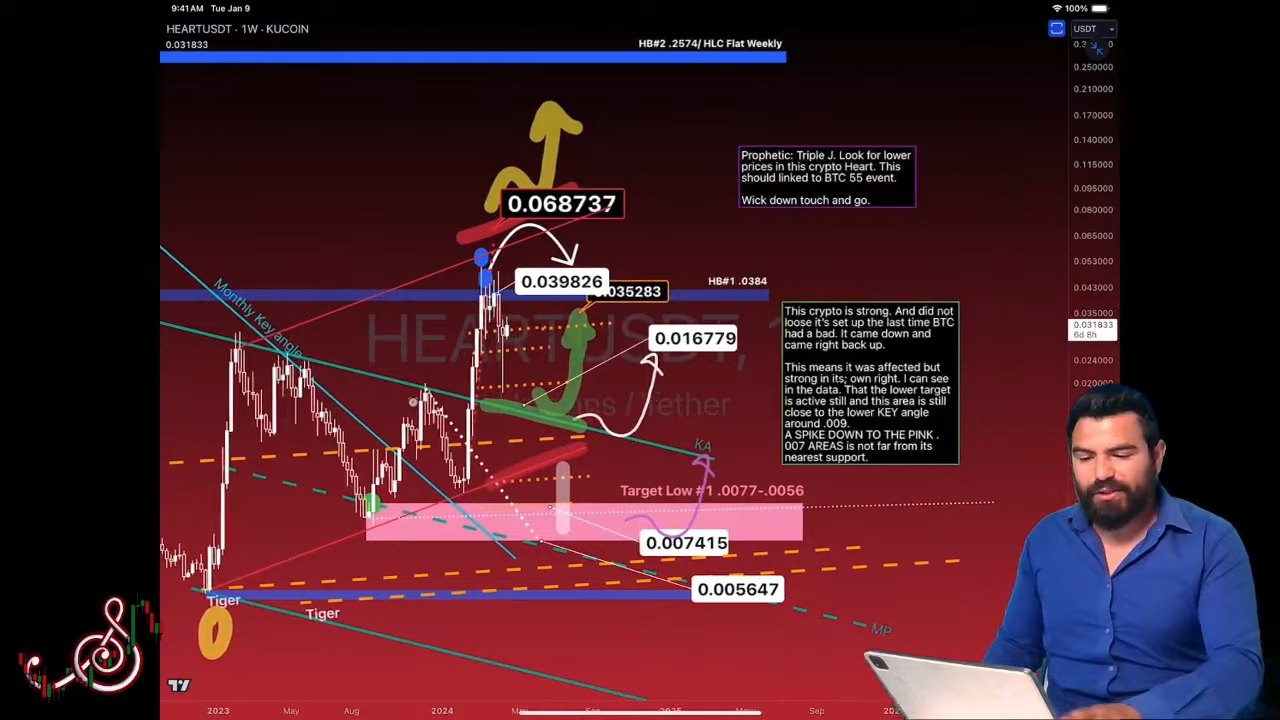 9:41 AM Tue Jan 9
100%
HEARTUSDT · 1W · KUCOIN
0.031833
USDT
HB#2 .2574/ HLC Flat Weekly
0.250000
0.210000
0.170000
0.140000
0.115000
0.095000
0.080000
0.065000
0.053000
0.043000
0.035000
0.031833
6d 8h
0.024000
0.020000
Prophetic: Triple J. Look for lower
prices in this crypto Heart. This
should linked to BTC 55 event.
Wick down touch and go.
0.068737
0.039826
.035283
HB#1 .0384
0.016779
Monthly Key angle
HEARTUSDT, 1
/ Tether
This crypto is strong. And did not
loose it's set up the last time BTC
had a bad. It came down and
came right back up.
This means it was affected but
strong in its; own right. I can see
in the data. That the lower target
is active still and this area is still
close to the lower KEY angle
around .009.
A SPIKE DOWN TO THE PINK .
007 AREAS is not far from its
nearest support.
KA
Target Low #1 .0077-.0056
0.007415
0.005647
Tiger
Tiger
MP
2023
May
Aug
2024
Sep
2025
Sep